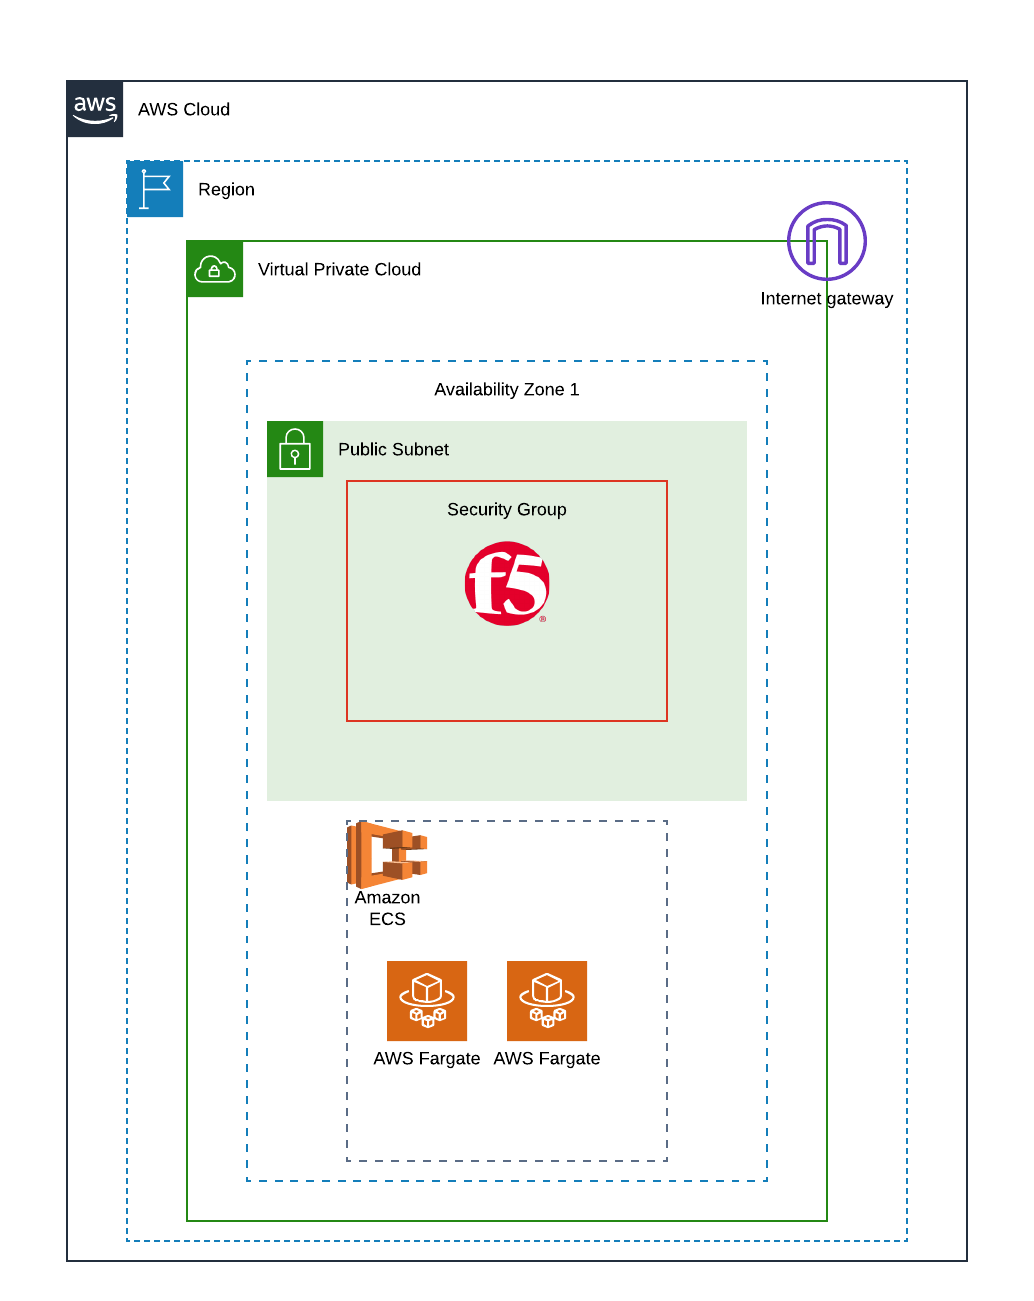 aws
AWS Cloud
Region
Virtual Private Cloud
Internet gateway
Availability Zone 1
Public Subnet
Security Group
f5®
Amazon
ECS
AWS Fargate
AWS Fargate